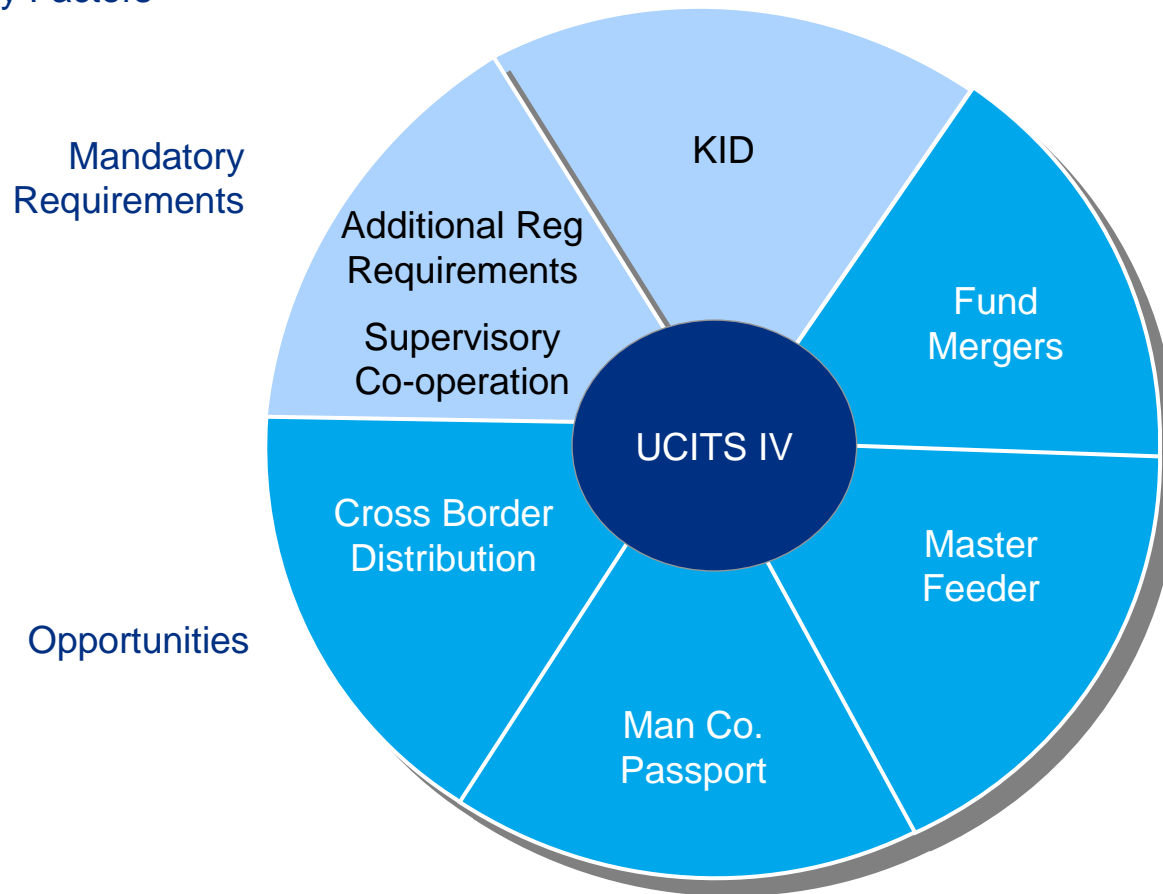 Factors
KID
Mandatory
Requirements
Additional Reg
Requirements
Supervisory
Co-operation
Fund
Mergers
UCITS IV
Cross Border
Distribution
Master
Feeder
Opportunities
Man Co.
Passport